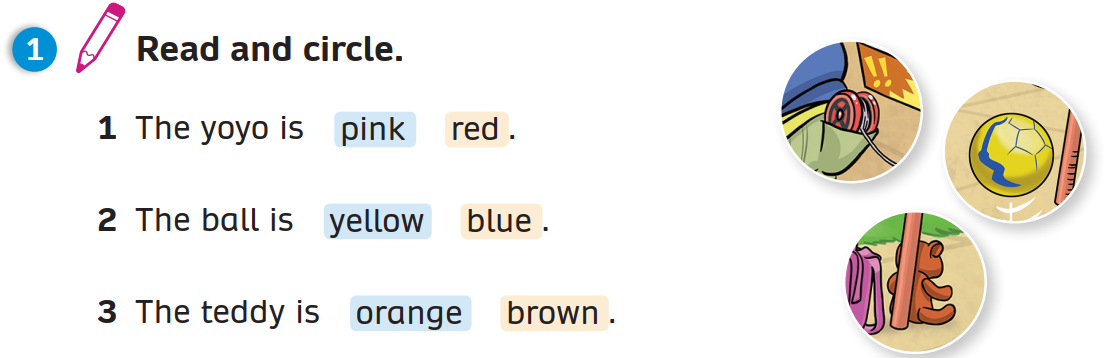 1 Read and circle.
1 The yoyo is pink red.
2 The ball is yellow blue.
3 The teddy is orange brown.
!!